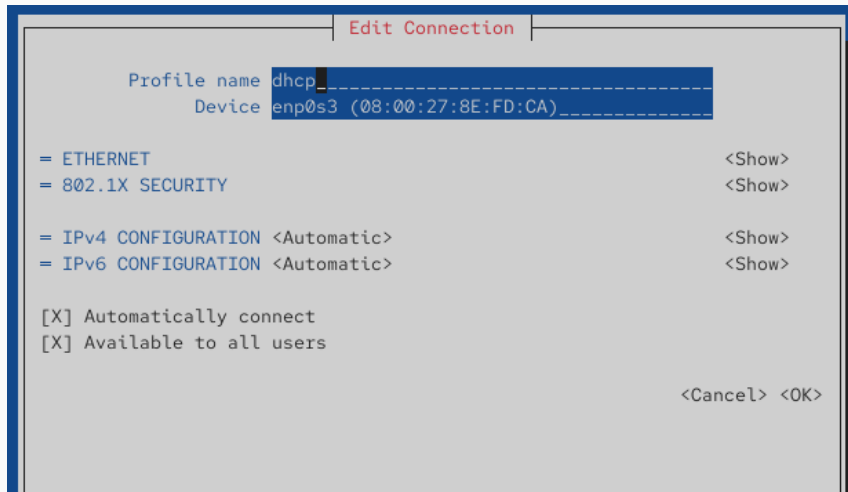 Edit Connection
Profile name dhcp_
Device enp0s3 (08:00:27:8E:FD:CA)
= ETHERNET <Show>
= 802.1X SECURITY <Show>
= IPv4 CONFIGURATION <Automatic> <Show>
= IPv6 CONFIGURATION <Automatic> <Show>
[X] Automatically connect
[X] Available to all users
<Cancel> <OK>